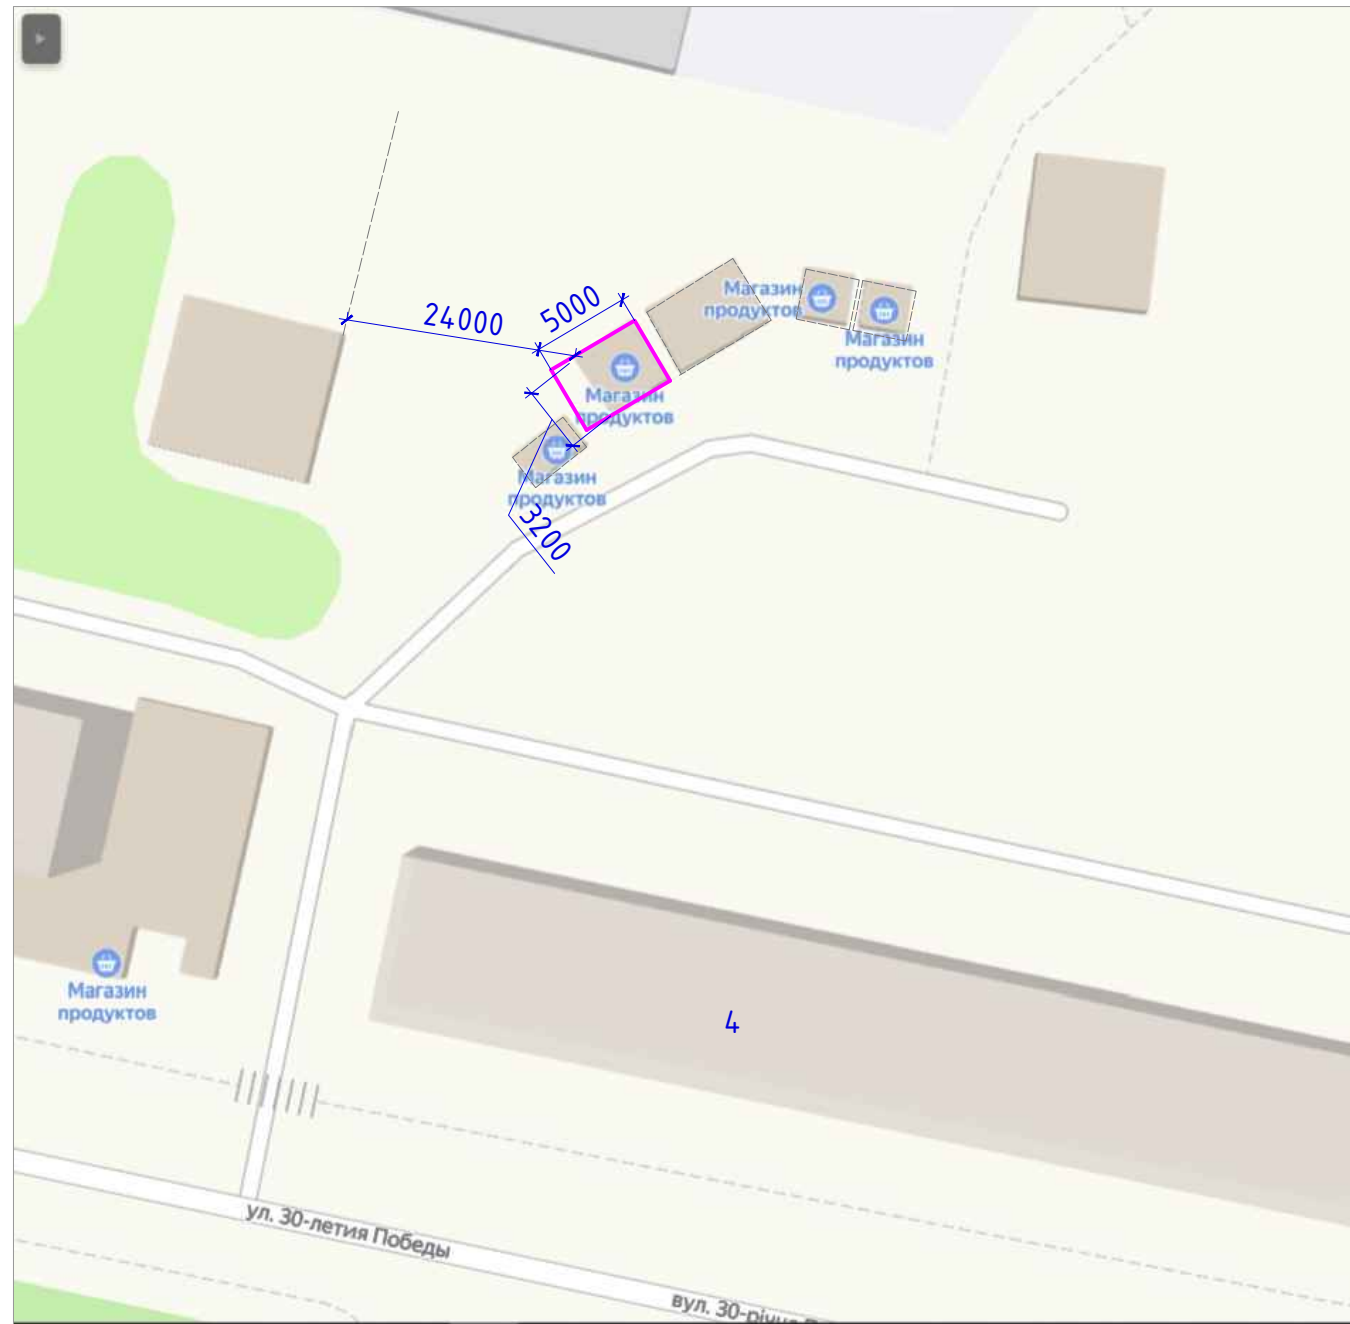 24000
5000
Магазин
продуктов
Магазин
продуктов
Магазин
продуктов
Магазин
продуктов
3200
Магазин
продуктов
4
ул. 30-летия Победы
вул. 30-річчя